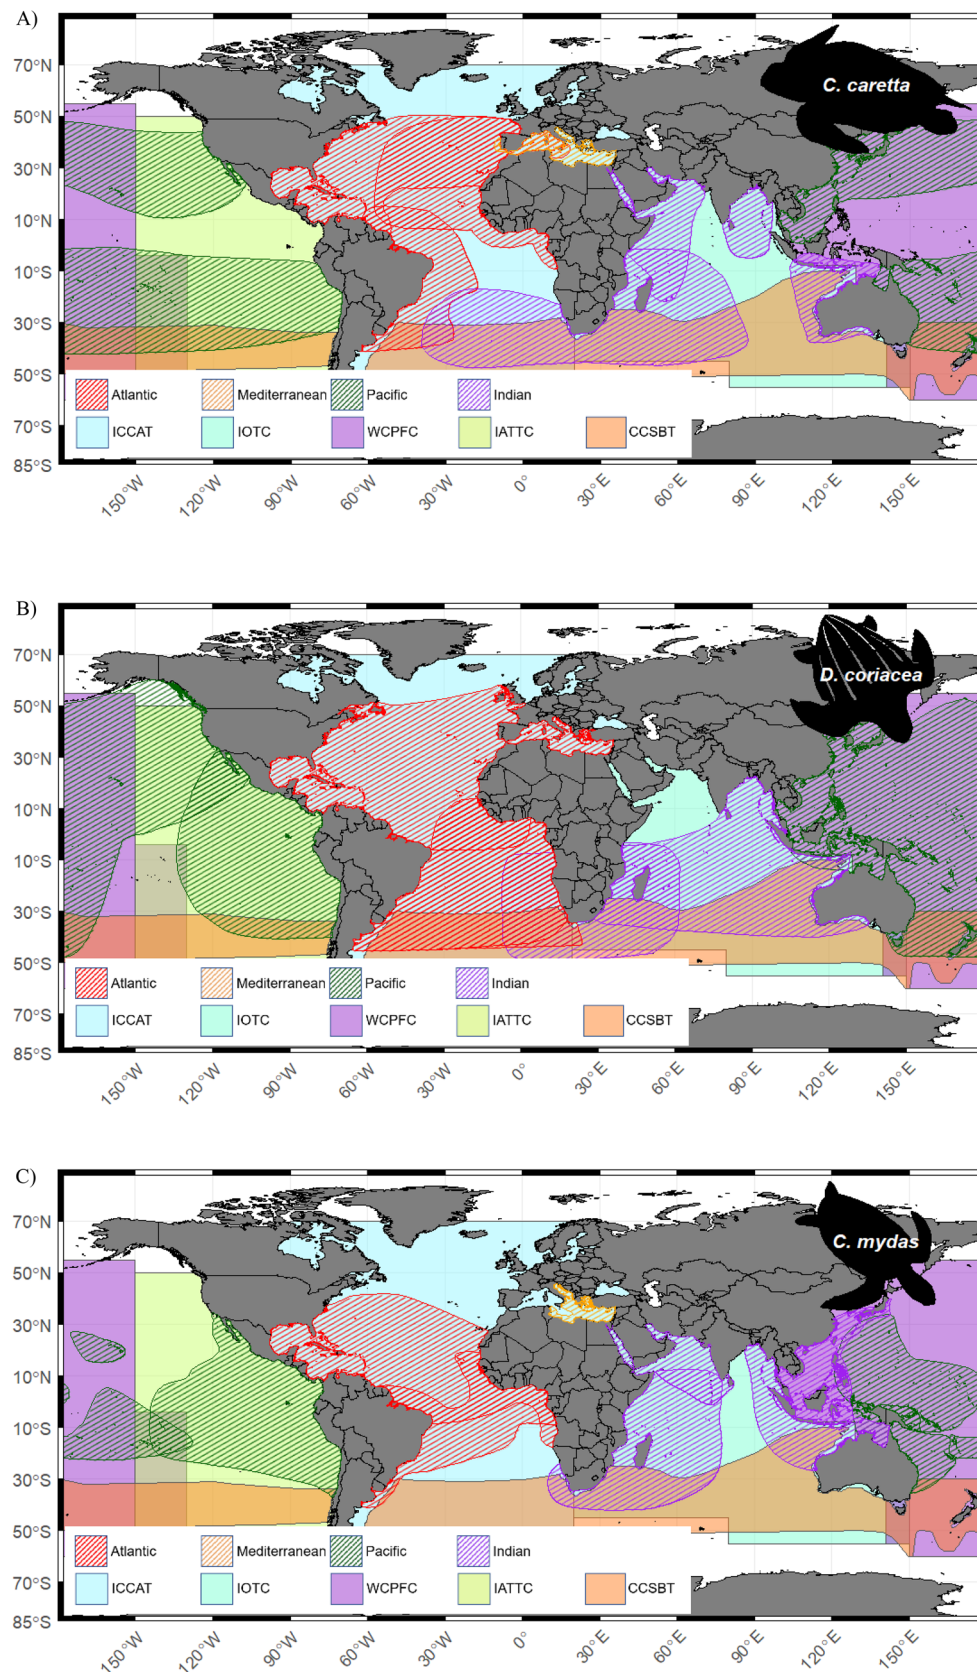 A)
C. caretta
70°N
50°N
30°N
10°N
10°S
30°S
50°S
70°S
85°S
Atlantic Mediterranean Pacific Indian
ICCAT IOTC WCPFC IATTC CCSBT
150°W 120°W 90°W 60°W 30°W 0° 30°E 60°E 90°E 120°E 150°E
B)
D. coriacea
70°N
50°N
30°N
10°N
10°S
30°S
50°S
70°S
85°S
Atlantic Mediterranean Pacific Indian
ICCAT IOTC WCPFC IATTC CCSBT
150°W 120°W 90°W 60°W 30°W 0° 30°E 60°E 90°E 120°E 150°E
C)
C. mydas
70°N
50°N
30°N
10°N
10°S
30°S
50°S
70°S
85°S
Atlantic Mediterranean Pacific Indian
ICCAT IOTC WCPFC IATTC CCSBT
150°W 120°W 90°W 60°W 30°W 0° 30°E 60°E 90°E 120°E 150°E